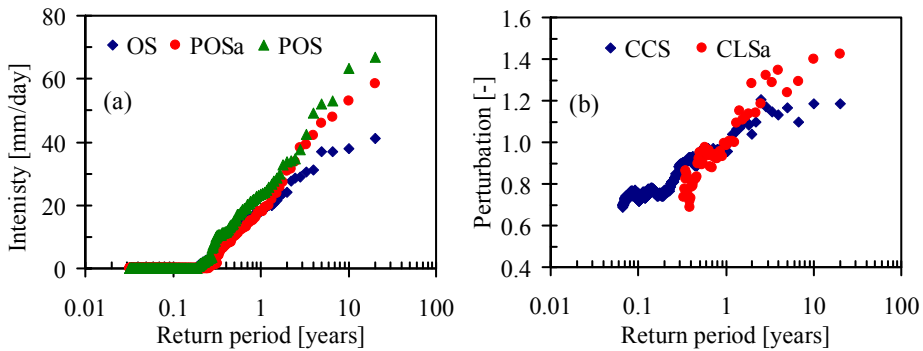 80
60
40
20
0
Intenisty [mm/day]
OS POSa POS
(a)
0.01 0.1 1 10 100
Return period [years]
1.6
1.4
1.2
1.0
0.8
0.6
0.4
Perturbation [-]
CCS CLSa
(b)
0.01 0.1 1 10 100
Return period [years]